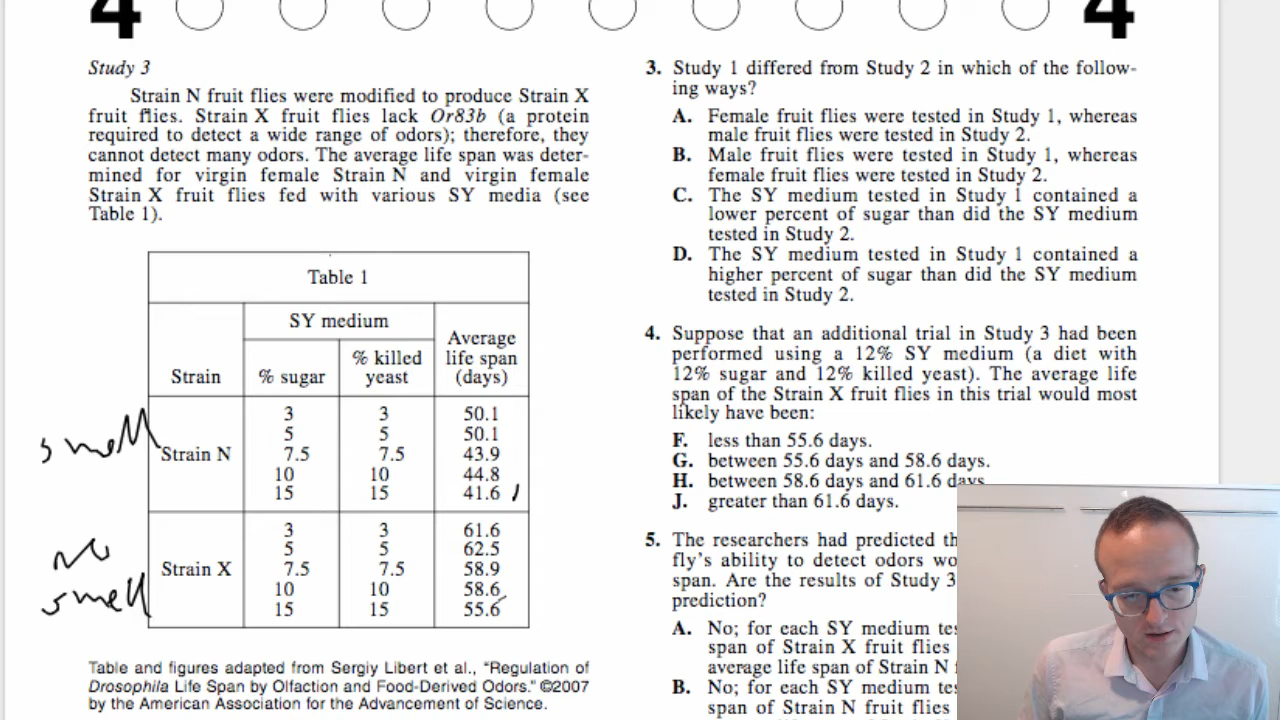 4 4
Study 3
Strain N fruit flies were modified to produce Strain X
fruit flies. Strain X fruit flies lack Or83b (a protein
required to detect a wide range of odors); therefore, they
cannot detect many odors. The average life span was deter-
mined for virgin female Strain N and virgin female
Strain X fruit flies fed with various SY media (see
Table 1).
Table 1
SY medium
Strain % sugar % killed yeast Average life span (days)
smell
Strain N
3 3 50.1
5 5 50.1
7.5 7.5 43.9
10 10 44.8
15 15 41.6
no
smell
Strain X
3 3 61.6
5 5 62.5
7.5 7.5 58.9
10 10 58.6
15 15 55.6
Table and figures adapted from Sergiy Libert et al., “Regulation of
Drosophila Life Span by Olfaction and Food-Derived Odors.” ©2007
by the American Association for the Advancement of Science.
3. Study 1 differed from Study 2 in which of the follow-
ing ways?
A. Female fruit flies were tested in Study 1, whereas
male fruit flies were tested in Study 2.
B. Male fruit flies were tested in Study 1, whereas
female fruit flies were tested in Study 2.
C. The SY medium tested in Study 1 contained a
lower percent of sugar than did the SY medium
tested in Study 2.
D. The SY medium tested in Study 1 contained a
higher percent of sugar than did the SY medium
tested in Study 2.
4. Suppose that an additional trial in Study 3 had been
performed using a 12% SY medium (a diet with
12% sugar and 12% killed yeast). The average life
span of the Strain X fruit flies in this trial would most
likely have been:
F. less than 55.6 days.
G. between 55.6 days and 58.6 days.
H. between 58.6 days and 61.6 days
J. greater than 61.6 days.
5. The researchers had predicted th
fly’s ability to detect odors wo
span. Are the results of Study 3
prediction?
A. No; for each SY medium tes
span of Strain X fruit flies
average life span of Strain N
B. No; for each SY medium tes
span of Strain N fruit flies